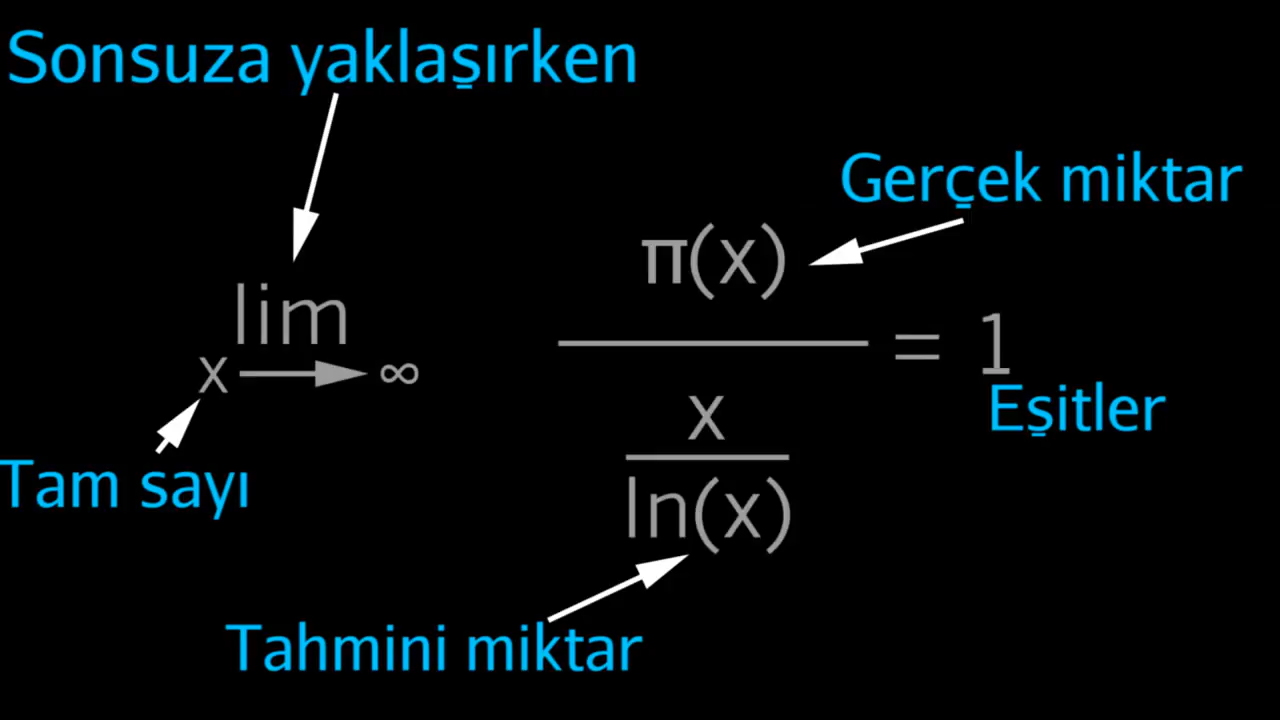 Sonsuza yaklaşırken
Gerçek miktar
π(x)
lim
= 1
x → ∞
x
Eşitler
ln(x)
Tam sayı
Tahmini miktar